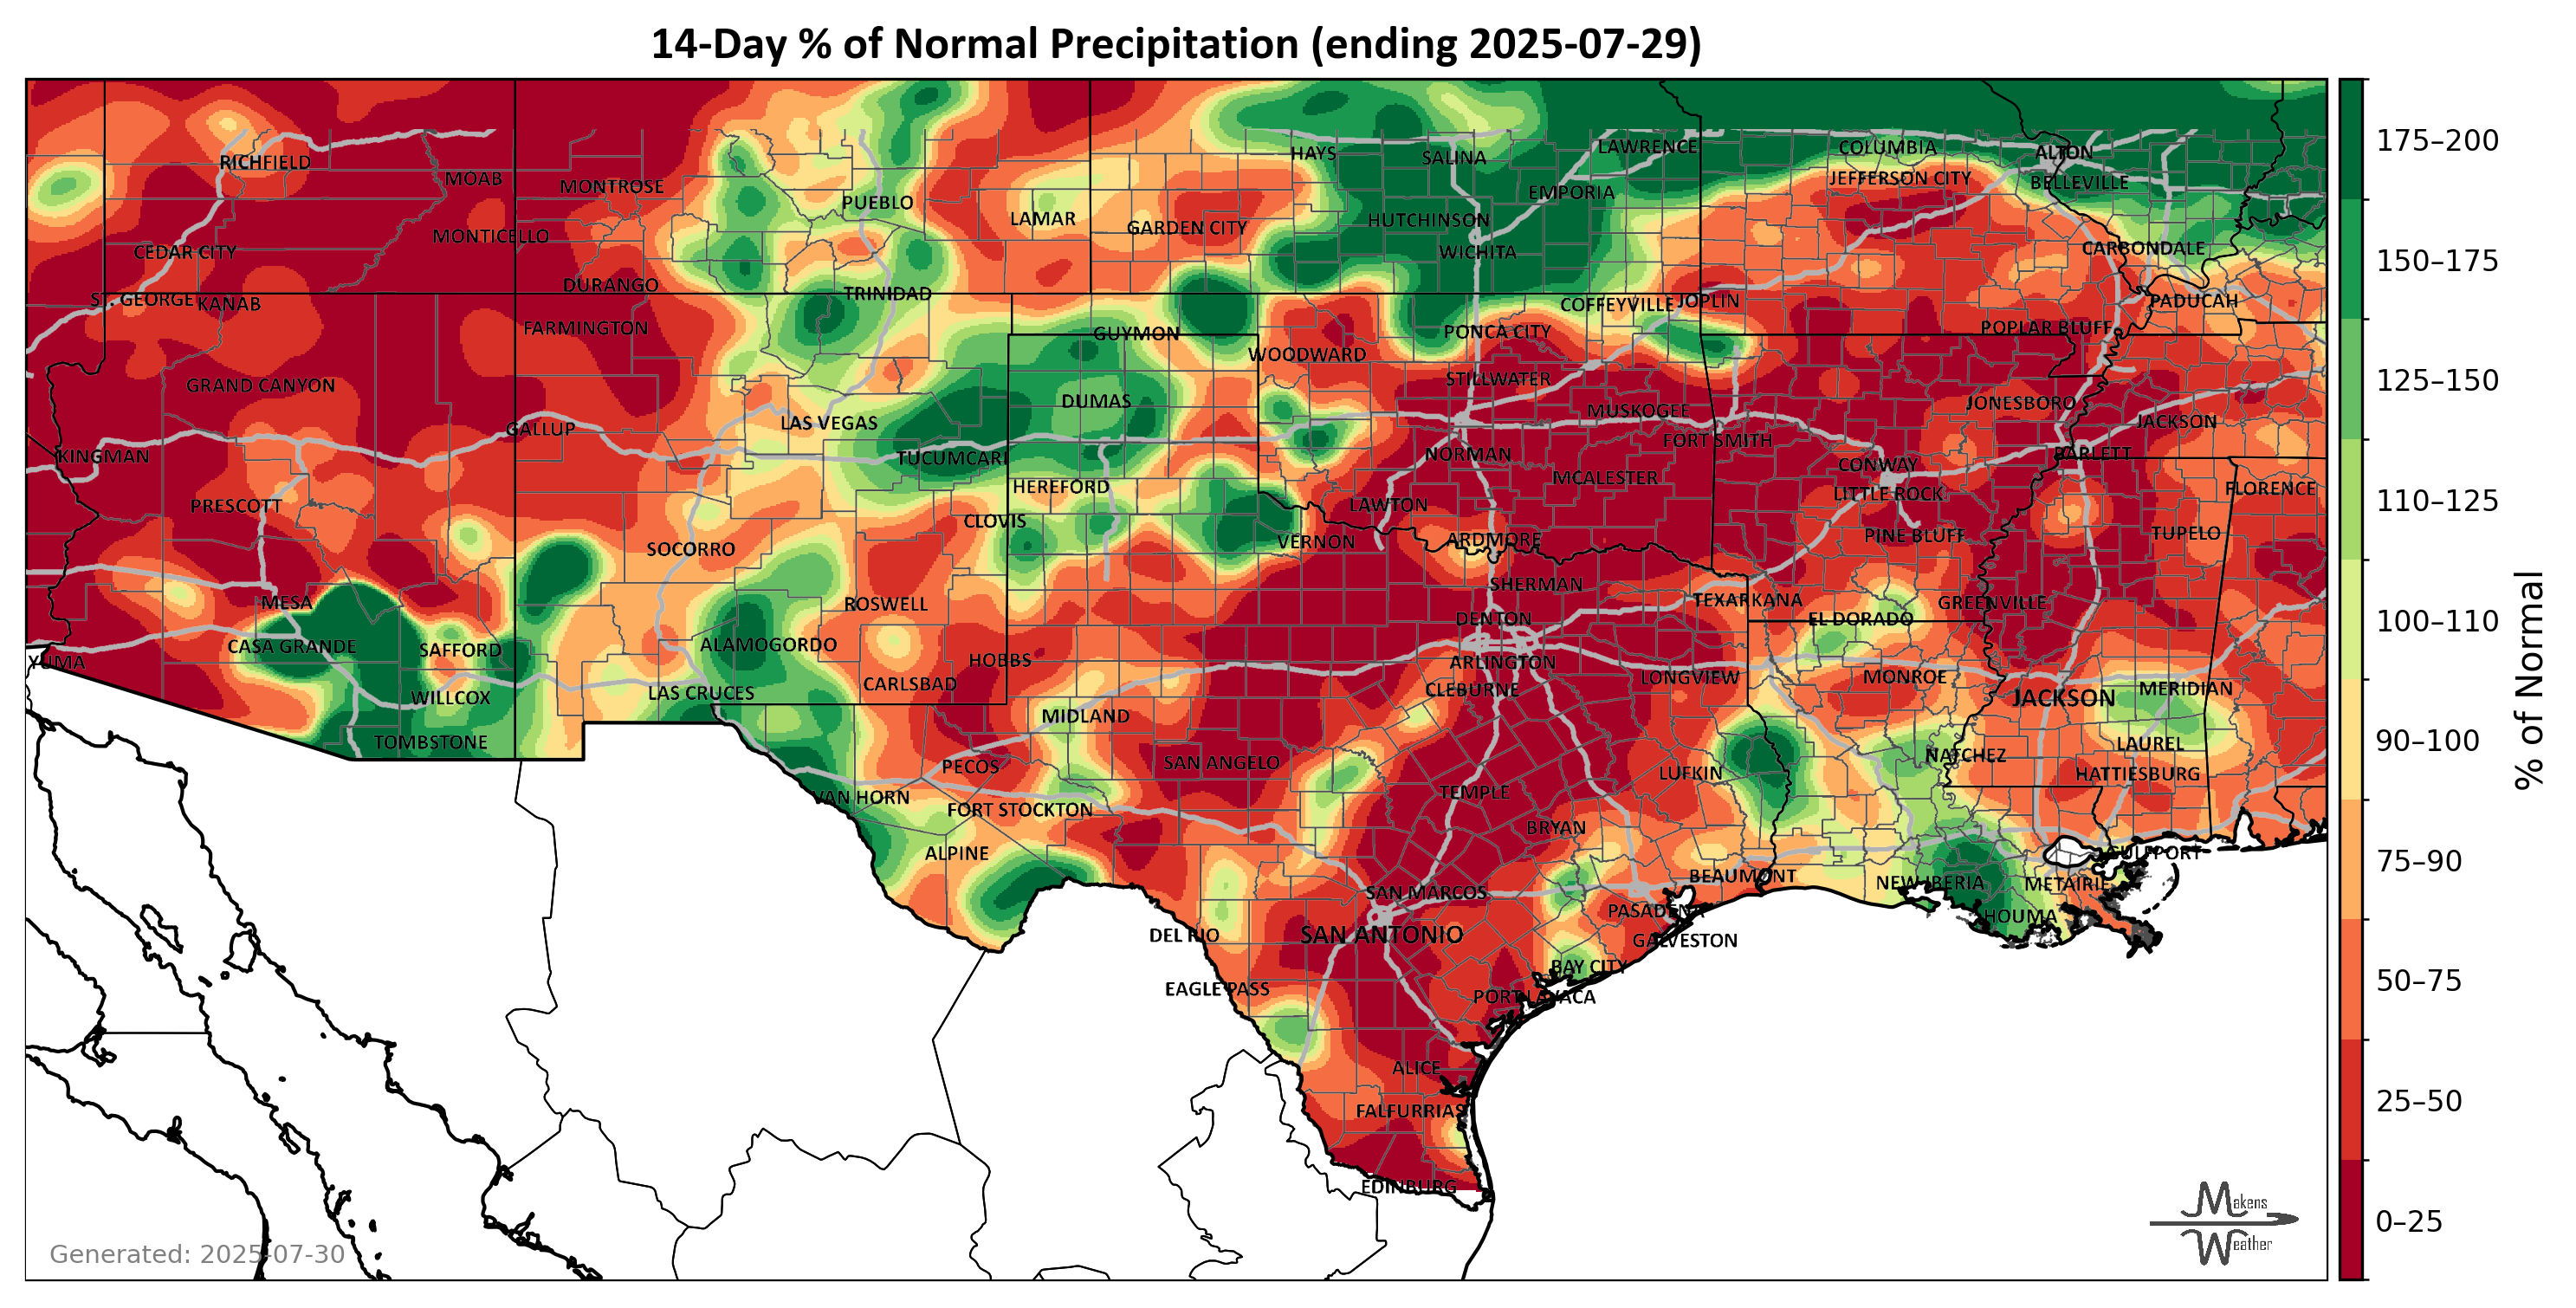 14-Day % of Normal Precipitation (ending 2025-07-29)
HAYS
SALINA
LAWRENCE
COLUMBIA
ALTON
RICHFIELD
MOAB
MONTROSE
JEFFERSON CITY
BELLEVILLE
PUEBLO
EMPORIA
LAMAR
GARDEN CITY
HUTCHINSON
MONTICELLO
CEDAR CITY
WICHITA
CARBONDALE
DURANGO
TRINIDAD
ST. GEORGE
KANAB
COFFEYVILLE
JOPLIN
PADUCAH
FARMINGTON
GUYMON
PONCA CITY
POPLAR BLUFF
WOODWARD
GRAND CANYON
STILLWATER
DUMAS
MUSKOGEE
JONESBORO
GALLUP
LAS VEGAS
JACKSON
FORT SMITH
KINGMAN
TUCUMCARI
NORMAN
BARLETT
CONWAY
HEREFORD
MCALESTER
LITTLE ROCK
FLORENCE
PRESCOTT
LAWTON
CLOVIS
PINE BLUFF
TUPELO
SOCORRO
VERNON
ARDMORE
SHERMAN
MESA
ROSWELL
TEXARKANA
GREENVILLE
DENTON
EL DORADO
CASA GRANDE
SAFFORD
ALAMOGORDO
YUMA
HOBBS
ARLINGTON
WILLCOX
LAS CRUCES
CARLSBAD
CLEBURNE
LONGVIEW
MONROE
JACKSON
MERIDIAN
MIDLAND
TOMBSTONE
LAUREL
NATCHEZ
PECOS
SAN ANGELO
LUFKIN
HATTIESBURG
VAN HORN
FORT STOCKTON
TEMPLE
BRYAN
ALPINE
GULFPORT
BEAUMONT
NEW IBERIA
METAIRIE
SAN MARCOS
PASADENA
HOUMA
DEL RIO
SAN ANTONIO
GALVESTON
BAY CITY
EAGLE PASS
PORT LAVACA
ALICE
FALFURRIAS
EDINBURG
175–200
150–175
125–150
110–125
100–110
90–100
75–90
50–75
25–50
0–25
% of Normal
Generated: 2025-07-30
Makens
Weather